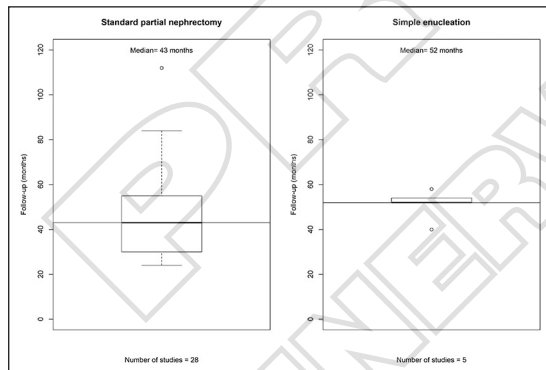 Standard partial nephrectomy
Median= 43 months
Follow-up (months)
0
20
40
60
80
100
120
Number of studies = 28
Simple enucleation
Median= 52 months
Follow-up (months)
0
20
40
60
80
100
120
Number of studies = 5